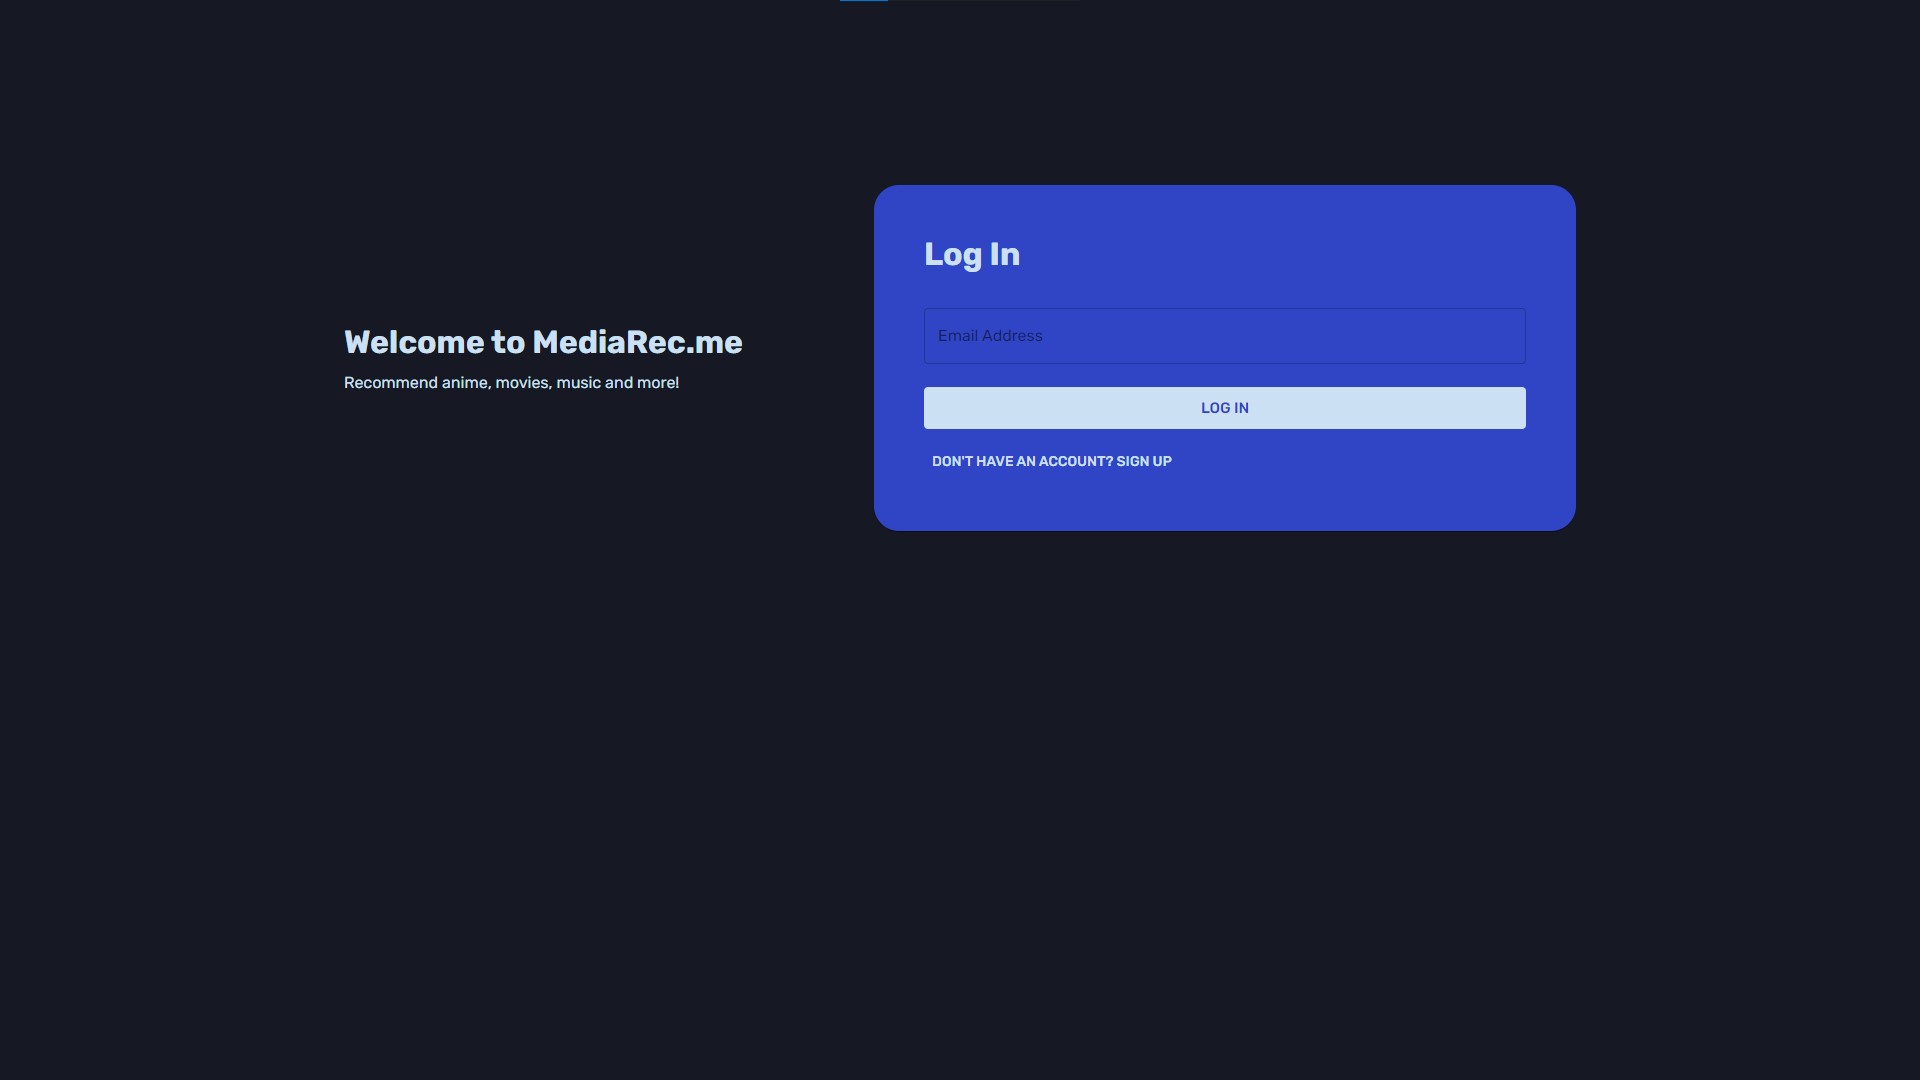 Welcome to MediaRec.me
Recommend anime, movies, music and more!
Log In
Email Address
LOG IN
DON'T HAVE AN ACCOUNT? SIGN UP